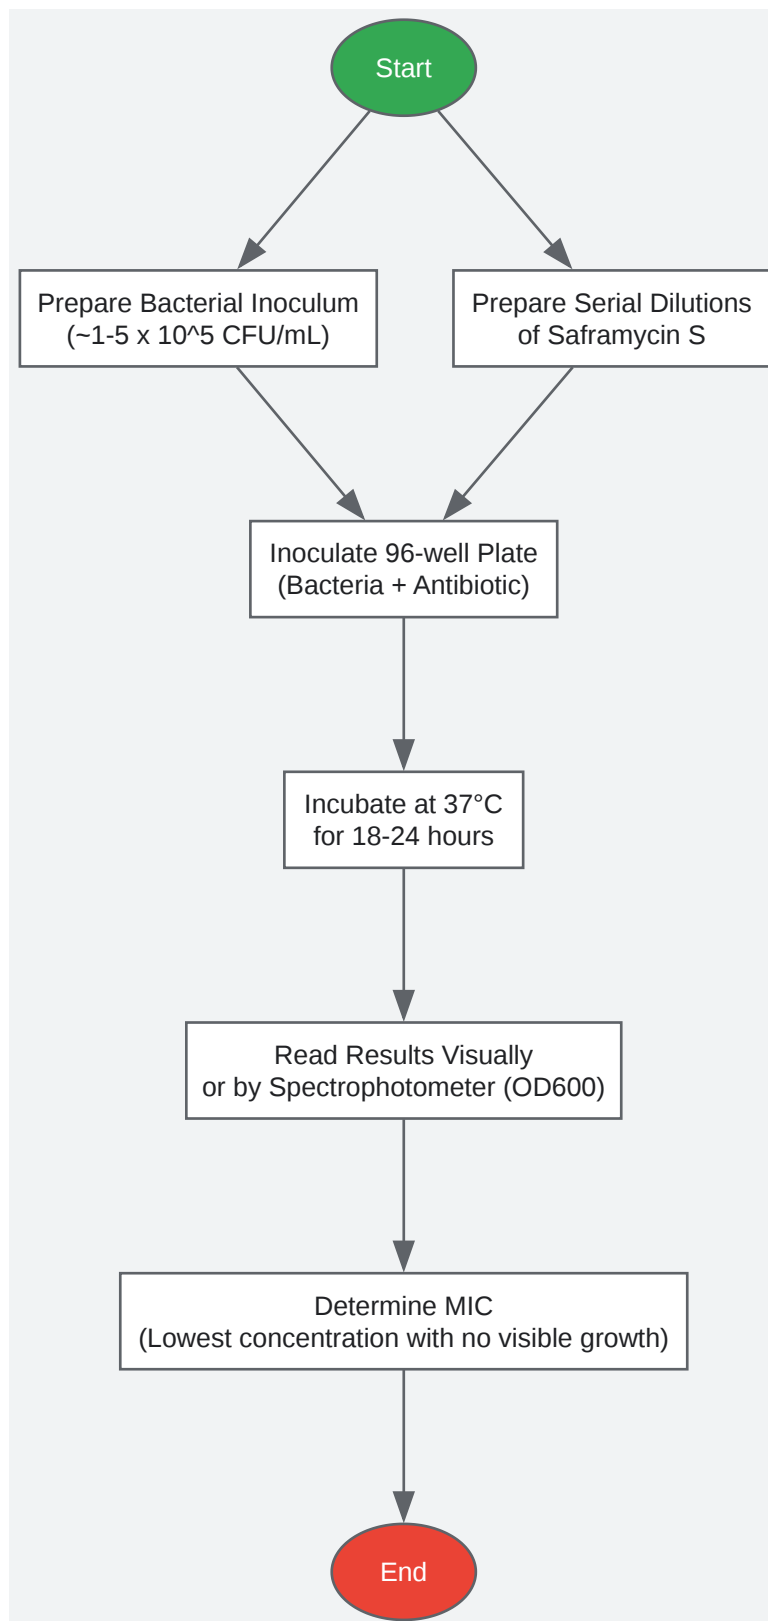 Start
Prepare Bacterial Inoculum
(~1-5 x 10^5 CFU/mL)
Prepare Serial Dilutions
of Saframycin S
Inoculate 96-well Plate
(Bacteria + Antibiotic)
Incubate at 37°C
for 18-24 hours
Read Results Visually
or by Spectrophotometer (OD600)
Determine MIC
(Lowest concentration with no visible growth)
End